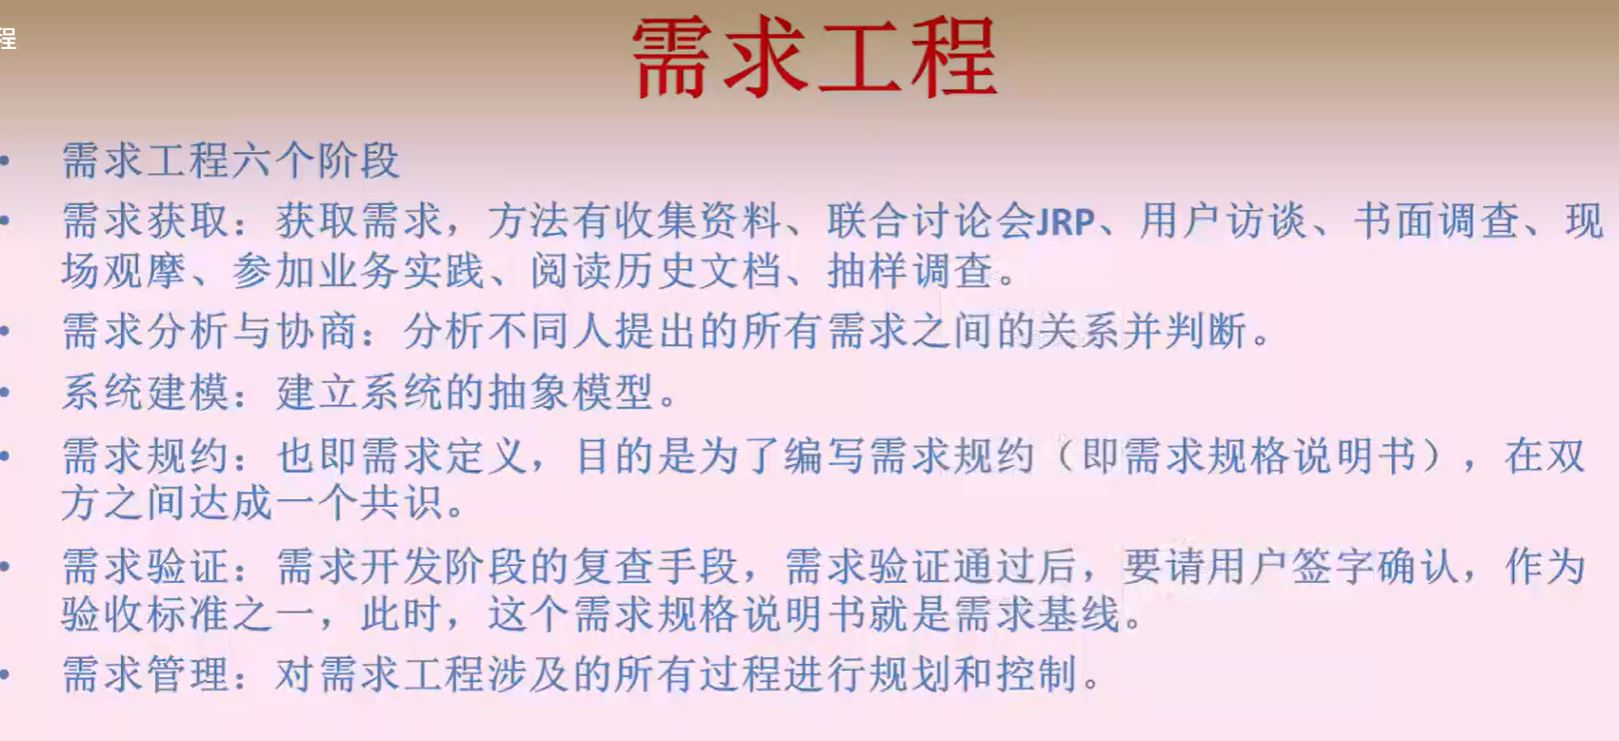 程
需求工程
• 需求工程六个阶段
• 需求获取：获取需求，方法有收集资料、联合讨论会JRP、用户访谈、书面调查、现
场观摩、参加业务实践、阅读历史文档、抽样调查。
• 需求分析与协商：分析不同人提出的所有需求之间的关系并判断。
• 系统建模：建立系统的抽象模型。
• 需求规约：也即需求定义，目的是为了编写需求规约（即需求规格说明书），在双
方之间达成一个共识。
• 需求验证：需求开发阶段的复查手段，需求验证通过后，要请用户签字确认，作为
验收标准之一，此时，这个需求规格说明书就是需求基线。
• 需求管理：对需求工程涉及的所有过程进行规划和控制。